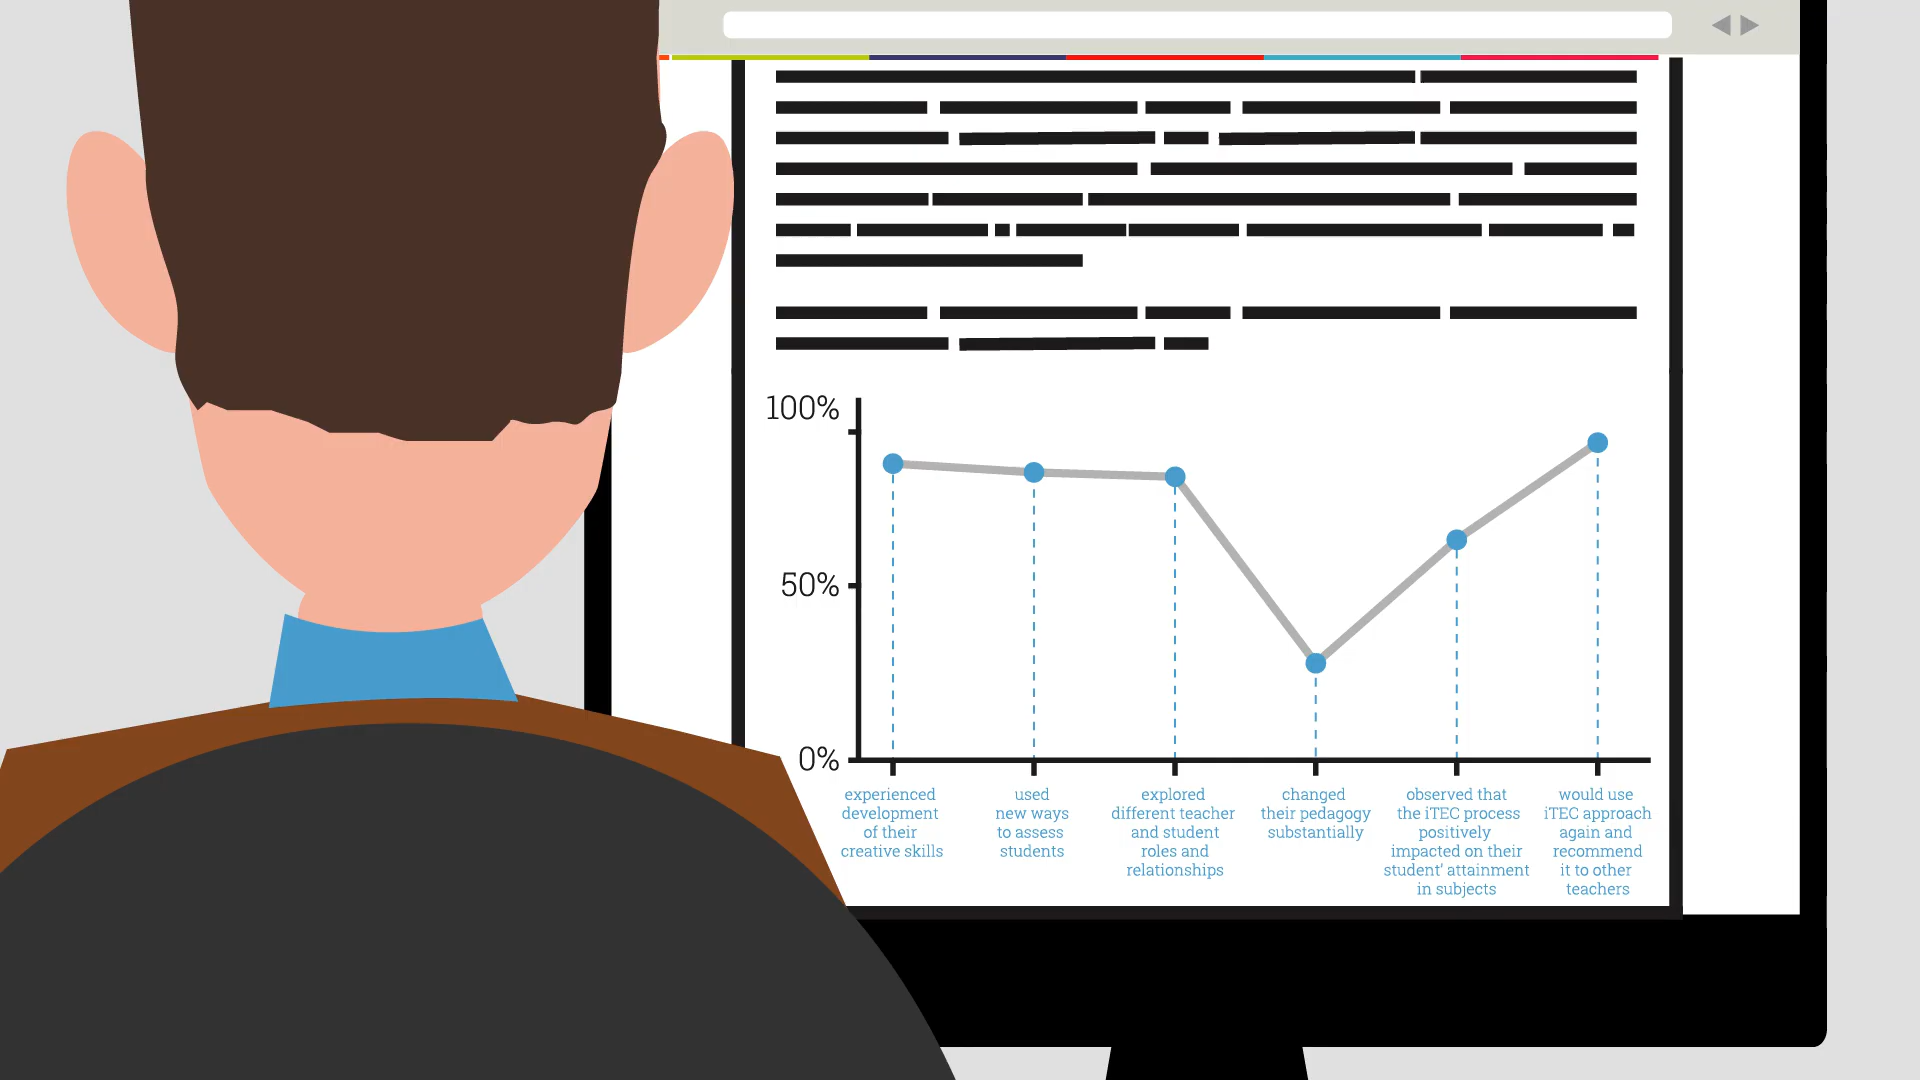 100%
50%
0%
experienced
development
of their
creative skills
used
new ways
to assess
students
explored
different teacher
and student
roles and
relationships
changed
their pedagogy
substantially
observed that
the iTEC process
positively
impacted on their
student' attainment
in subjects
would use
iTEC approach
again and
recommend
it to other
teachers